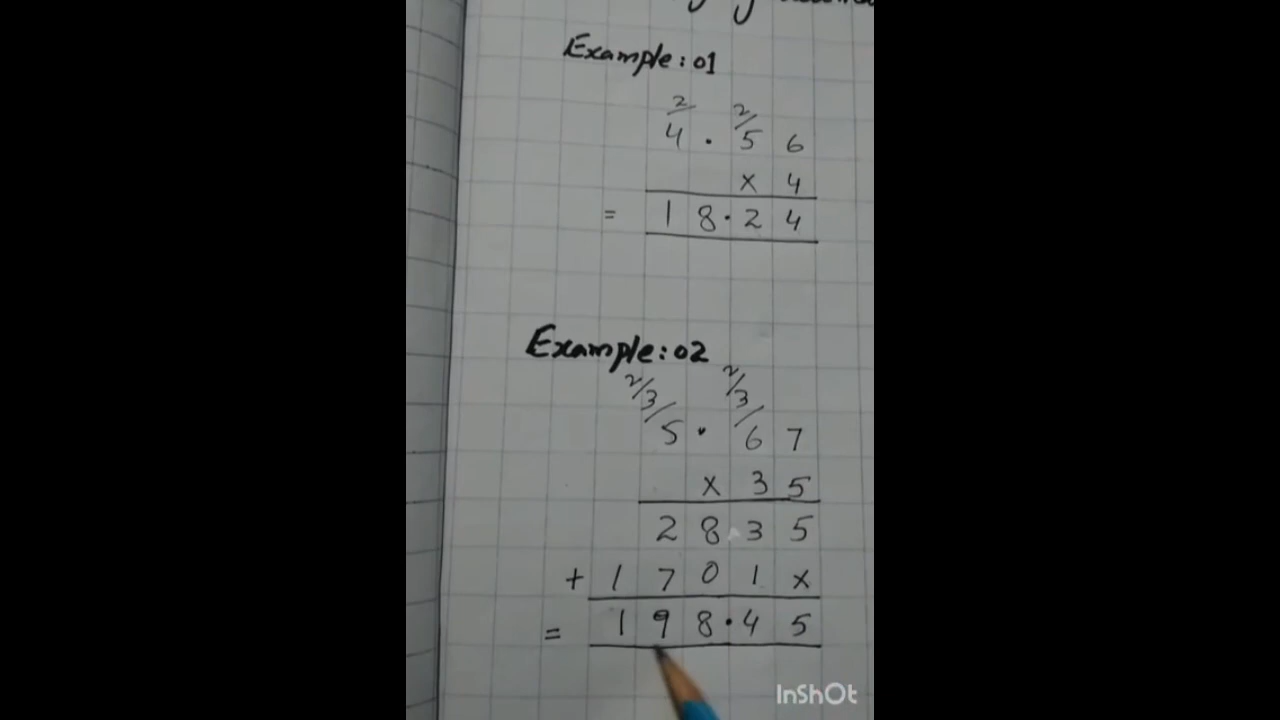 Example: 01
2 2
4 . 5 6
x 4
= 1 8 . 2 4
Example: 02
2/3/ 2/3/
5 . 6 7
x 3 5
2 8 3 5
+ 1 7 0 1 x
= 1 9 8 . 4 5
InShOt